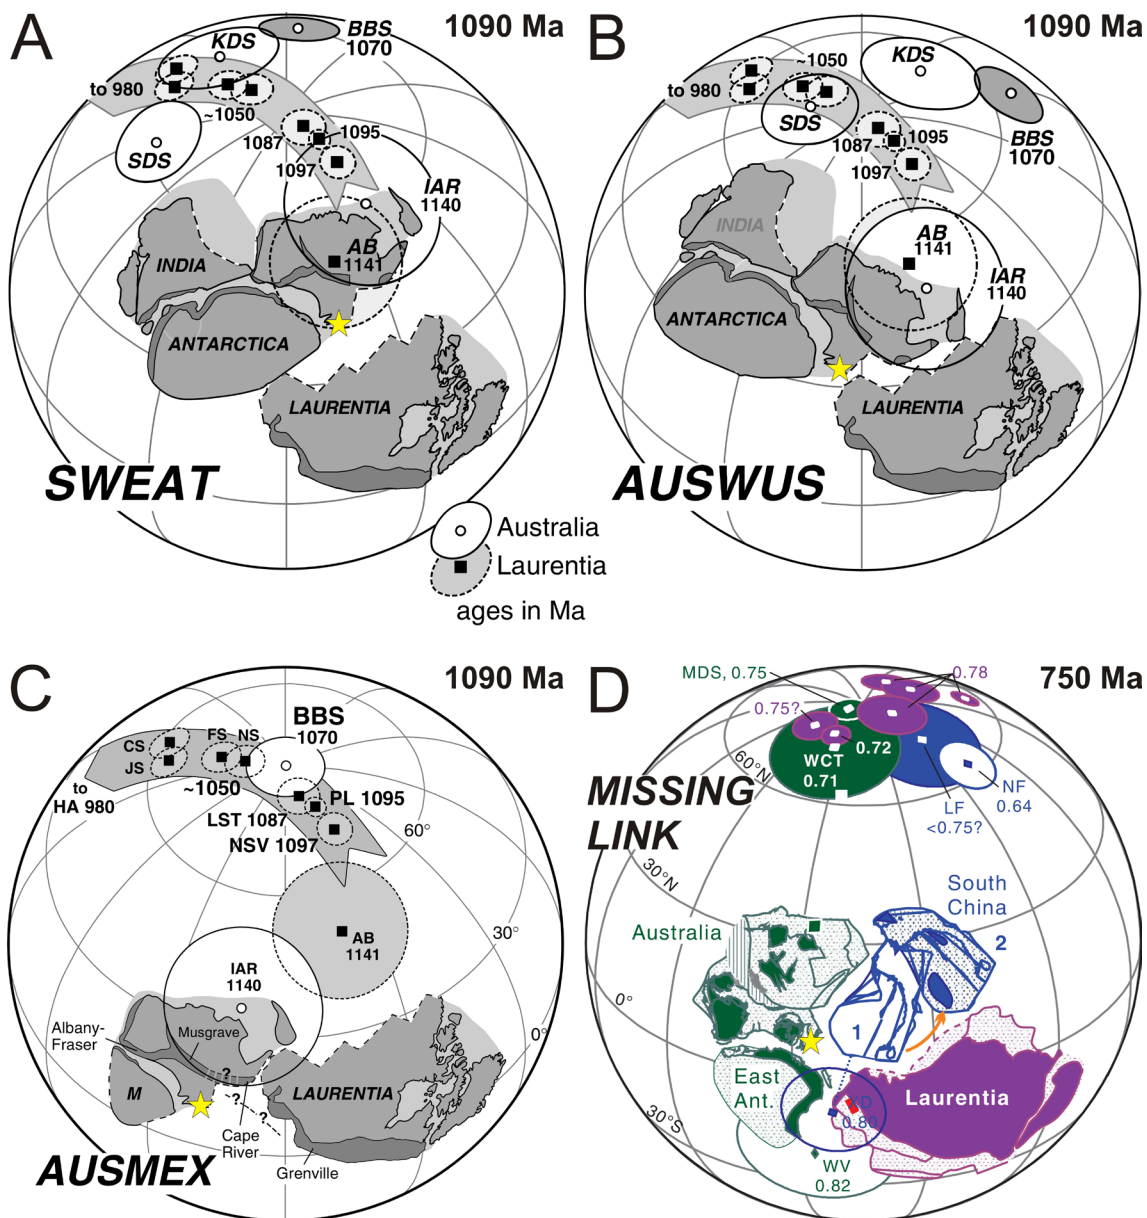 A
1090 Ma
KDS
BBS
1070
to 980
~1050
SDS
1087
1095
1097
IAR
1140
AB
1141
INDIA
ANTARCTICA
LAURENTIA
SWEAT
B
1090 Ma
KDS
~1050
to 980
SDS
BBS
1070
1087
1095
1097
INDIA
AB
1141
IAR
1140
ANTARCTICA
LAURENTIA
AUSWUS
Australia
Laurentia
ages in Ma
C
1090 Ma
BBS
1070
CS
FS
NS
JS
to
HA 980
~1050
PL 1095
LST 1087
NSV 1097
60°
30°
0°
AB
1141
IAR
1140
Albany-
Fraser
Musgrave
M
?
?
?
LAURENTIA
Cape
River
Grenville
AUSMEX
D
750 Ma
MDS, 0.75
0.78
0.75?
0.72
WCT
0.71
60°N
NF
0.64
LF
<0.75?
MISSING
LINK
30°N
South
China
2
Australia
0°
1
East
Ant.
Laurentia
YD
0.80
30°S
WV
0.82